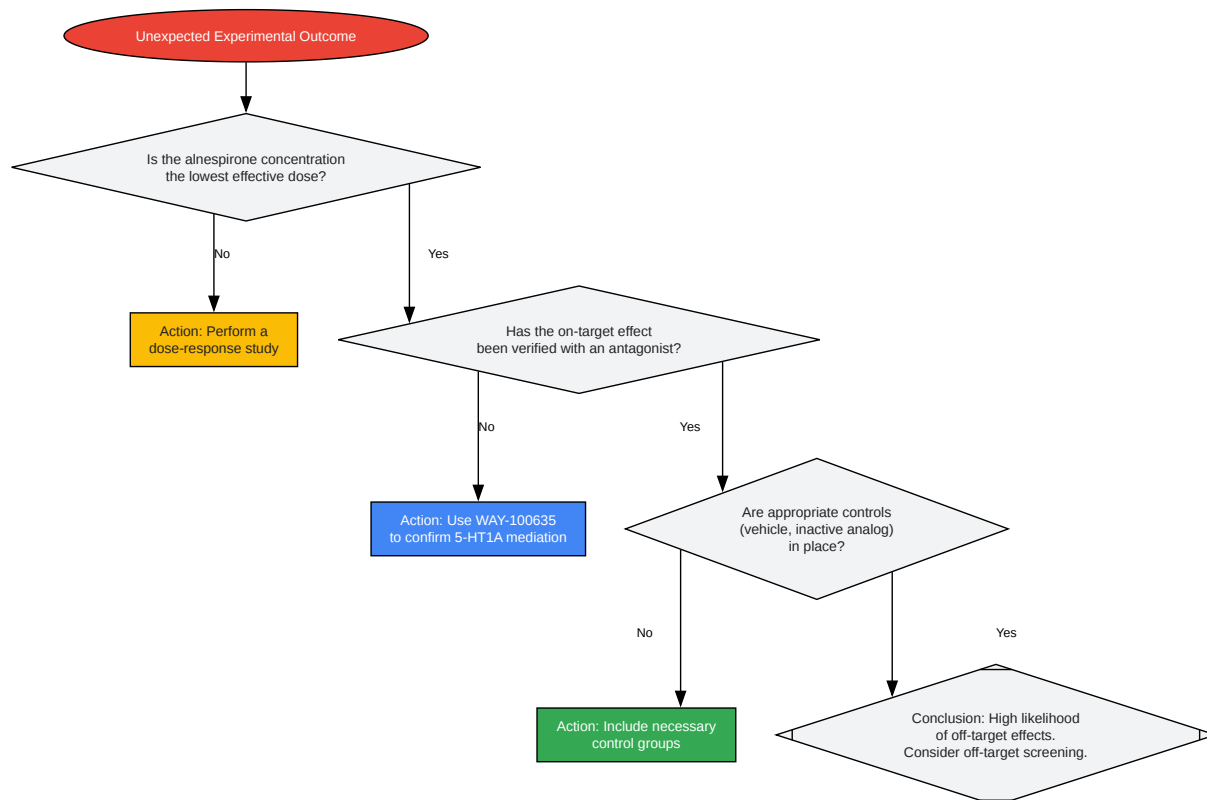 Unexpected Experimental Outcome
Is the alnespirone concentration
the lowest effective dose?
No
Yes
Action: Perform a
dose-response study
Has the on-target effect
been verified with an antagonist?
No
Yes
Action: Use WAY-100635
to confirm 5-HT1A mediation
Are appropriate controls
(vehicle, inactive analog)
in place?
No
Yes
Action: Include necessary
control groups
Conclusion: High likelihood
of off-target effects.
Consider off-target screening.